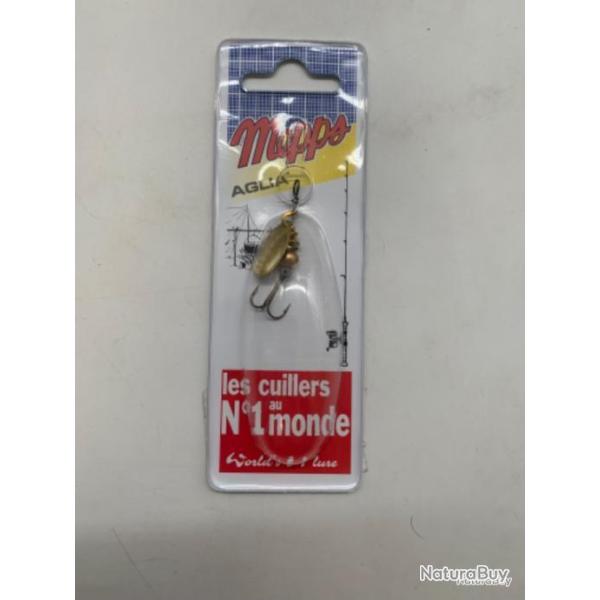 Mepps
AGLIA
les cuillers
N°1 au monde
World's N°1 lure
NaturaBuy